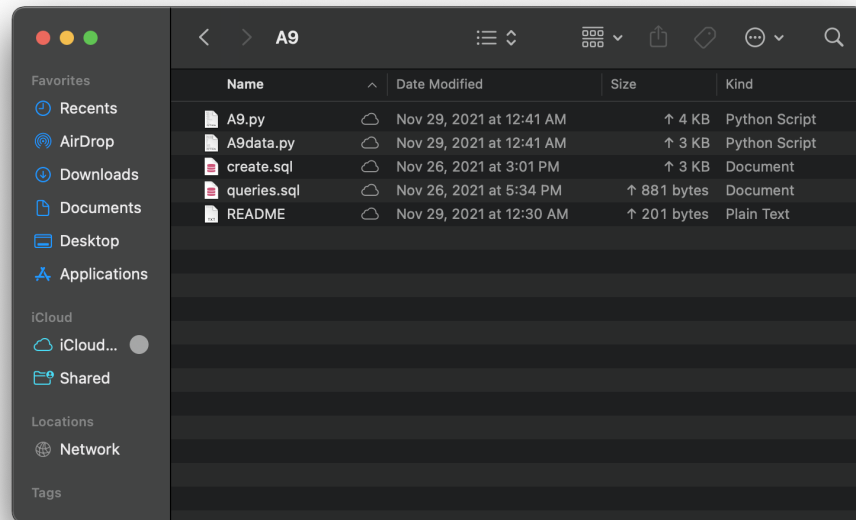 A9
Favorites
Recents
AirDrop
Downloads
Documents
Desktop
Applications
iCloud
iCloud...
Shared
Locations
Network
Tags
Name Date Modified Size Kind
A9.py Nov 29, 2021 at 12:41 AM ↑ 4 KB Python Script
A9data.py Nov 29, 2021 at 12:41 AM ↑ 3 KB Python Script
create.sql Nov 26, 2021 at 3:01 PM ↑ 3 KB Document
queries.sql Nov 26, 2021 at 5:34 PM ↑ 881 bytes Document
README Nov 29, 2021 at 12:30 AM ↑ 201 bytes Plain Text